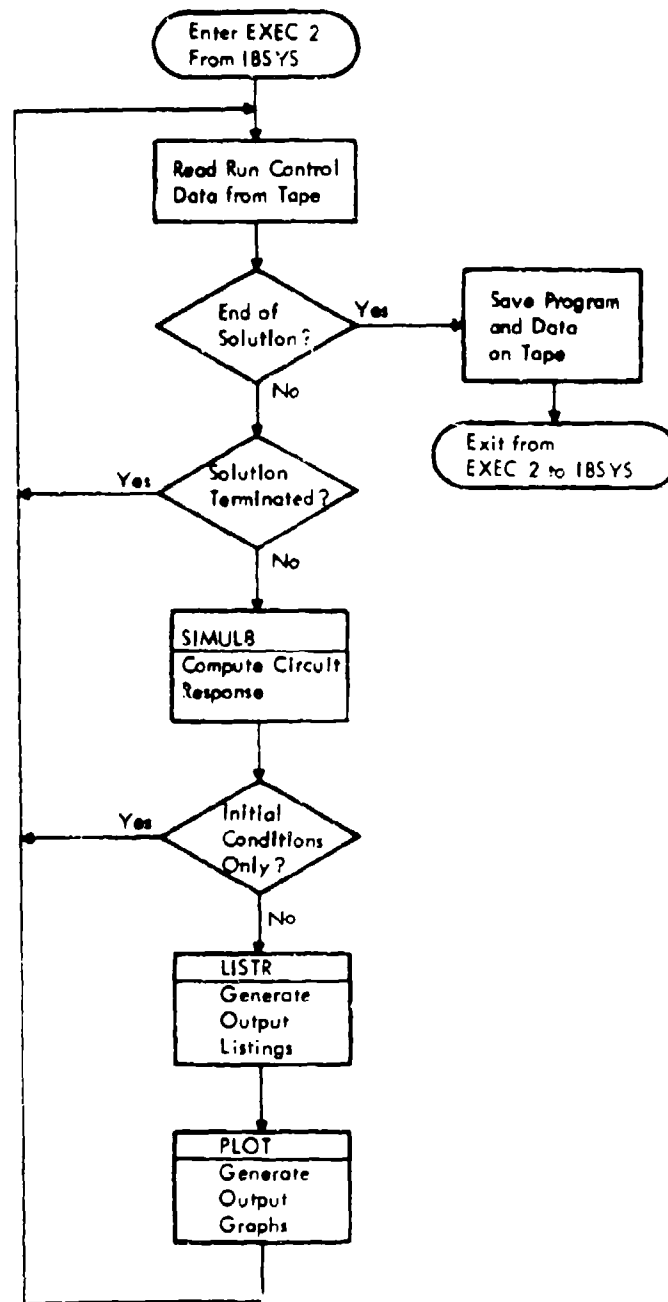 Enter EXEC 2
From IBSYS
Read Run Control
Data from Tape
End of
Solution?
Yes
Save Program
and Data
on Tape
No
Exit from
EXEC 2 to IBSYS
Solution
Terminated?
Yes
No
SIMUL8
Compute Circuit
Response
Initial
Conditions
Only?
Yes
No
LISTR
Generate
Output
Listings
PLOT
Generate
Output
Graphs